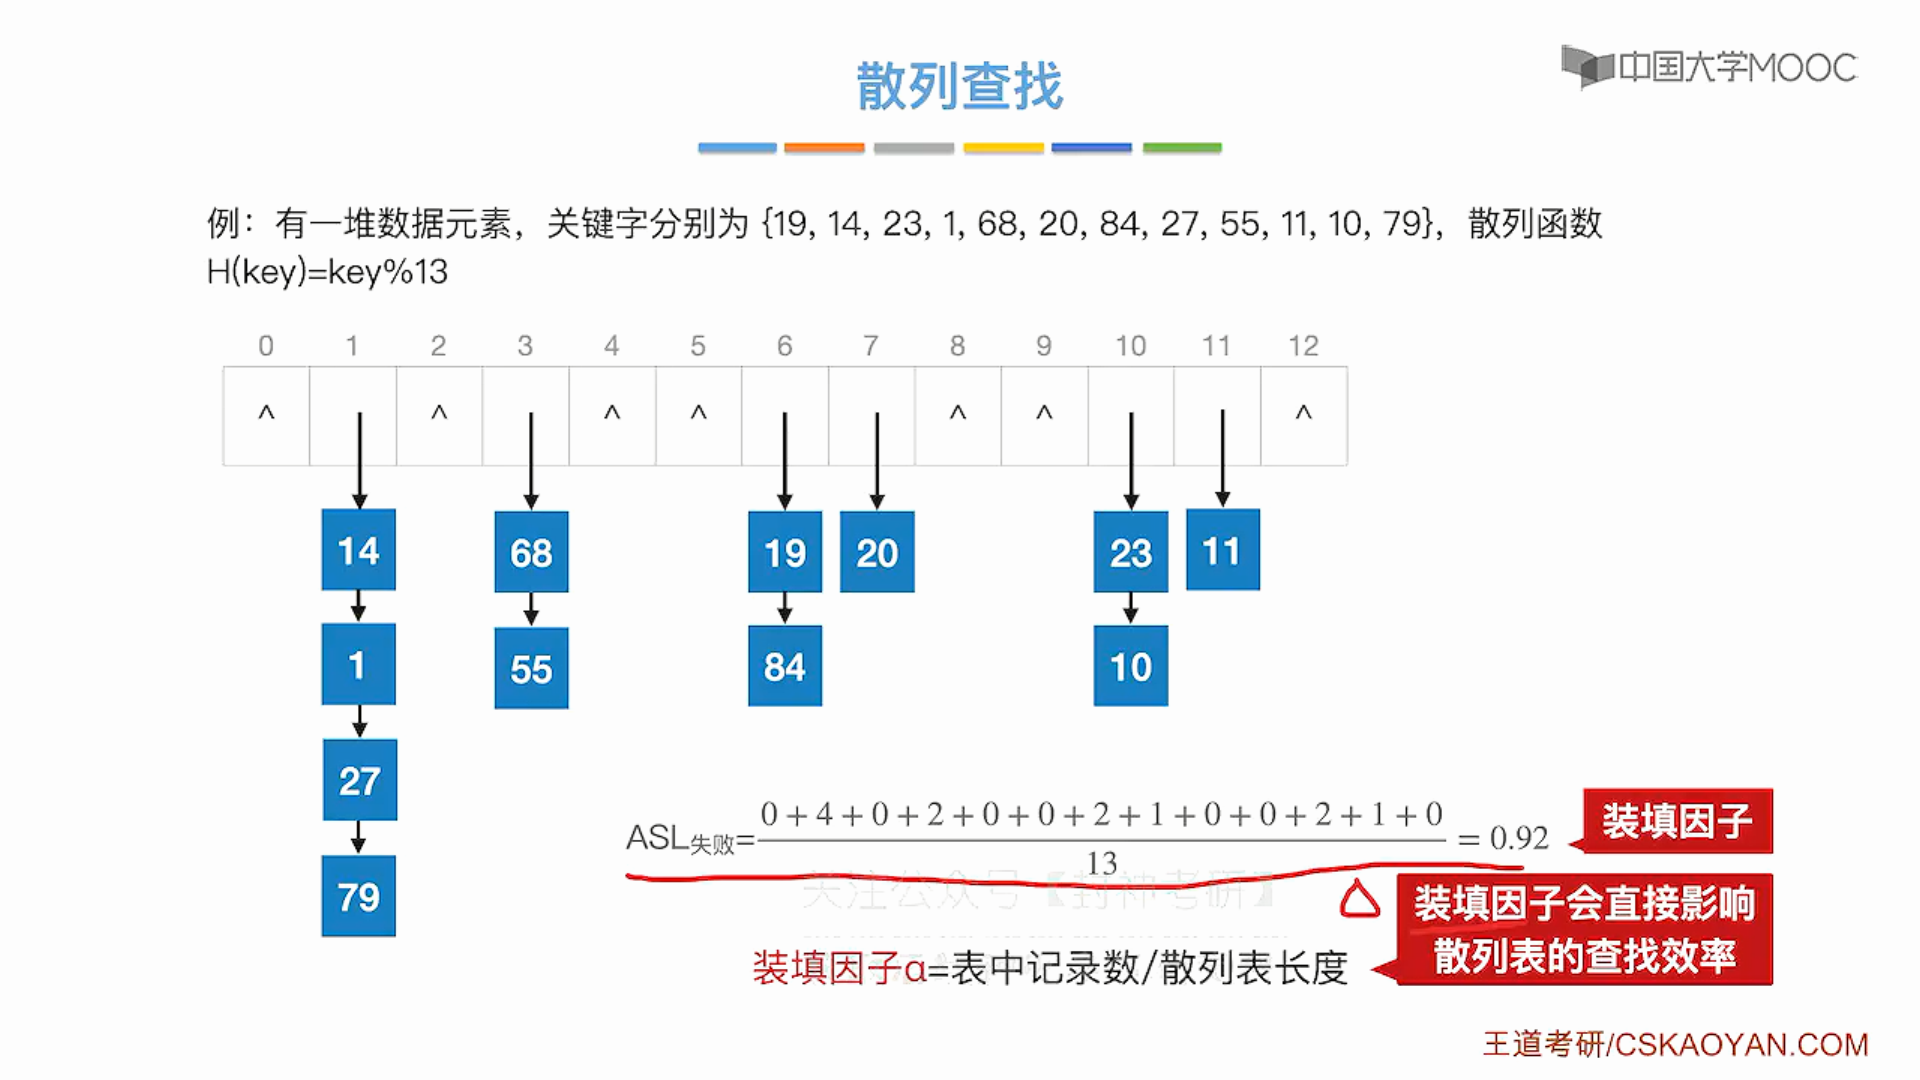 中国大学MOOC
散列查找
例：有一堆数据元素，关键字分别为 {19, 14, 23, 1, 68, 20, 84, 27, 55, 11, 10, 79}，散列函数
H(key)=key%13
0 1 2 3 4 5 6 7 8 9 10 11 12
^ ^ ^ ^ ^ ^ ^
14 68 19 20 23 11
1 55 84 10
27
79
ASL失败= 0+4+0+2+0+0+2+1+0+0+2+1+0 = 0.92
13
装填因子
关注公众号【封神考研】
装填因子会直接影响
散列表的查找效率
装填因子α=表中记录数/散列表长度
王道考研/CSKAOYAN.COM